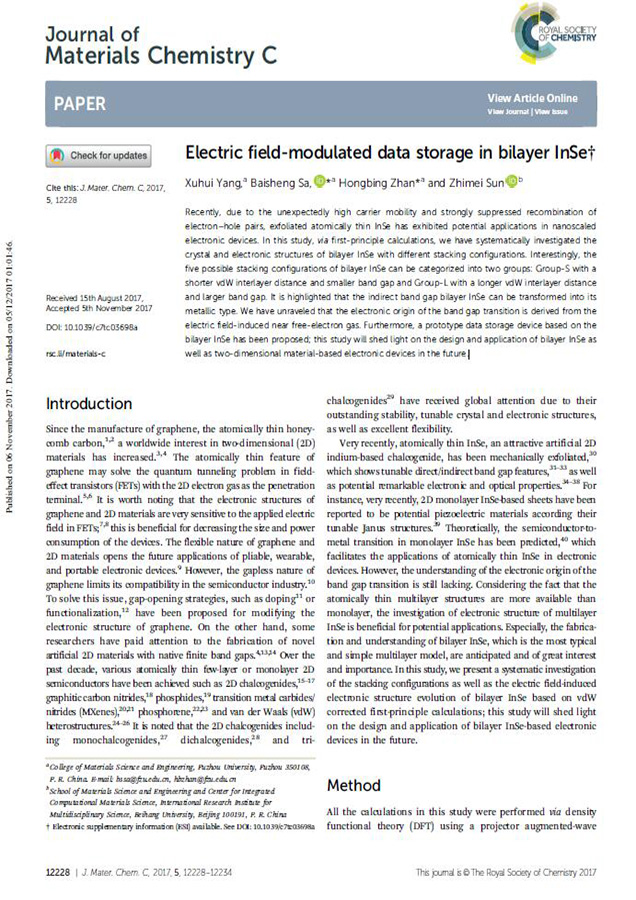 Journal of
Materials Chemistry C
ROYAL SOCIETY
OF CHEMISTRY
PAPER
View Article Online
View Journal | View Issue
Check for updates
Cite this: J. Mater. Chem. C, 2017,
5, 12228
Received 15th August 2017,
Accepted 5th November 2017
DOI: 10.1039/c7tc03698a
rsc.li/materials-c
Published on 06 November 2017. Downloaded on 05/12/2017 01:01:46.
Electric field-modulated data storage in bilayer InSe†
Xuhui Yang,a Baisheng Sa, *a Hongbing Zhan*a and Zhimei Sun b
Recently, due to the unexpectedly high carrier mobility and strongly suppressed recombination of
electron–hole pairs, exfoliated atomically thin InSe has exhibited potential applications in nanoscaled
electronic devices. In this study, via first-principle calculations, we have systematically investigated the
crystal and electronic structures of bilayer InSe with different stacking configurations. Interestingly, the
five possible stacking configurations of bilayer InSe can be categorized into two groups: Group-S with a
shorter vdW interlayer distance and smaller band gap and Group-L with a longer vdW interlayer distance
and larger band gap. It is highlighted that the indirect band gap bilayer InSe can be transformed into its
metallic type. We have unraveled that the electronic origin of the band gap transition is derived from the
electric field-induced near free-electron gas. Furthermore, a prototype data storage device based on the
bilayer InSe has been proposed; this study will shed light on the design and application of bilayer InSe as
well as two-dimensional material-based electronic devices in the future.
Introduction
Since the manufacture of graphene, the atomically thin honey-
comb carbon,1,2 a worldwide interest in two-dimensional (2D)
materials has increased.3,4 The atomically thin feature of
graphene may solve the quantum tunneling problem in field-
effect transistors (FETs) with the 2D electron gas as the penetration
terminal.5,6 It is worth noting that the electronic structures of
graphene and 2D materials are very sensitive to the applied electric
field in FETs;7,8 this is beneficial for decreasing the size and power
consumption of the devices. The flexible nature of graphene and
2D materials opens the future applications of pliable, wearable,
and portable electronic devices.9 However, the gapless nature of
graphene limits its compatibility in the semiconductor industry.10
To solve this issue, gap-opening strategies, such as doping11 or
functionalization,12 have been proposed for modifying the
electronic structure of graphene. On the other hand, some
researchers have paid attention to the fabrication of novel
artificial 2D materials with native finite band gaps.4,13,14 Over the
past decade, various atomically thin few-layer or monolayer 2D
semiconductors have been achieved such as 2D chalcogenides,15–17
graphitic carbon nitrides,18 phosphides,19 transition metal carbides/
nitrides (MXenes),20,21 phosphorene,22,23 and van der Waals (vdW)
heterostructures.24–26 It is noted that the 2D chalcogenides includ-
ing monochalcogenides,27 dichalcogenides,28 and tri-
chalcogenides29 have received global attention due to their
outstanding stability, tunable crystal and electronic structures,
as well as excellent flexibility.
Very recently, atomically thin InSe, an attractive artificial 2D
indium-based chalcogenide, has been mechanically exfoliated,30
which shows tunable direct/indirect band gap features,31–33 as well
as potential remarkable electronic and optical properties.34–38 For
instance, very recently, 2D monolayer InSe-based sheets have been
reported to be potential piezoelectric materials according their
tunable Janus structures.39 Theoretically, the semiconductor-to-
metal transition in monolayer InSe has been predicted,40 which
facilitates the applications of atomically thin InSe in electronic
devices. However, the understanding of the electronic origin of the
band gap transition is still lacking. Considering the fact that the
atomically thin multilayer structures are more available than
monolayer, the investigation of electronic structure of multilayer
InSe is beneficial for potential applications. Especially, the fabrica-
tion and understanding of bilayer InSe, which is the most typical
and simple multilayer model, are anticipated and of great interest
and importance. In this study, we present a systematic investigation
of the stacking configurations as well as the electric field-induced
electronic structure evolution of bilayer InSe based on vdW
corrected first-principle calculations; this study will shed light
on the design and application of bilayer InSe-based electronic
devices in the future.
Method
All the calculations in this study were performed via density
functional theory (DFT) using a projector augmented-wave
a College of Materials Science and Engineering, Fuzhou University, Fuzhou 350108,
P. R. China. E-mail: bssa@fzu.edu.cn, hbzhan@fzu.edu.cn
b School of Materials Science and Engineering and Center for Integrated
Computational Materials Science, International Research Institute for
Multidisciplinary Science, Beihang University, Beijing 100191, P. R. China
† Electronic supplementary information (ESI) available. See DOI: 10.1039/c7tc03698a
12228 | J. Mater. Chem. C, 2017, 5, 12228–12234
This journal is © The Royal Society of Chemistry 2017